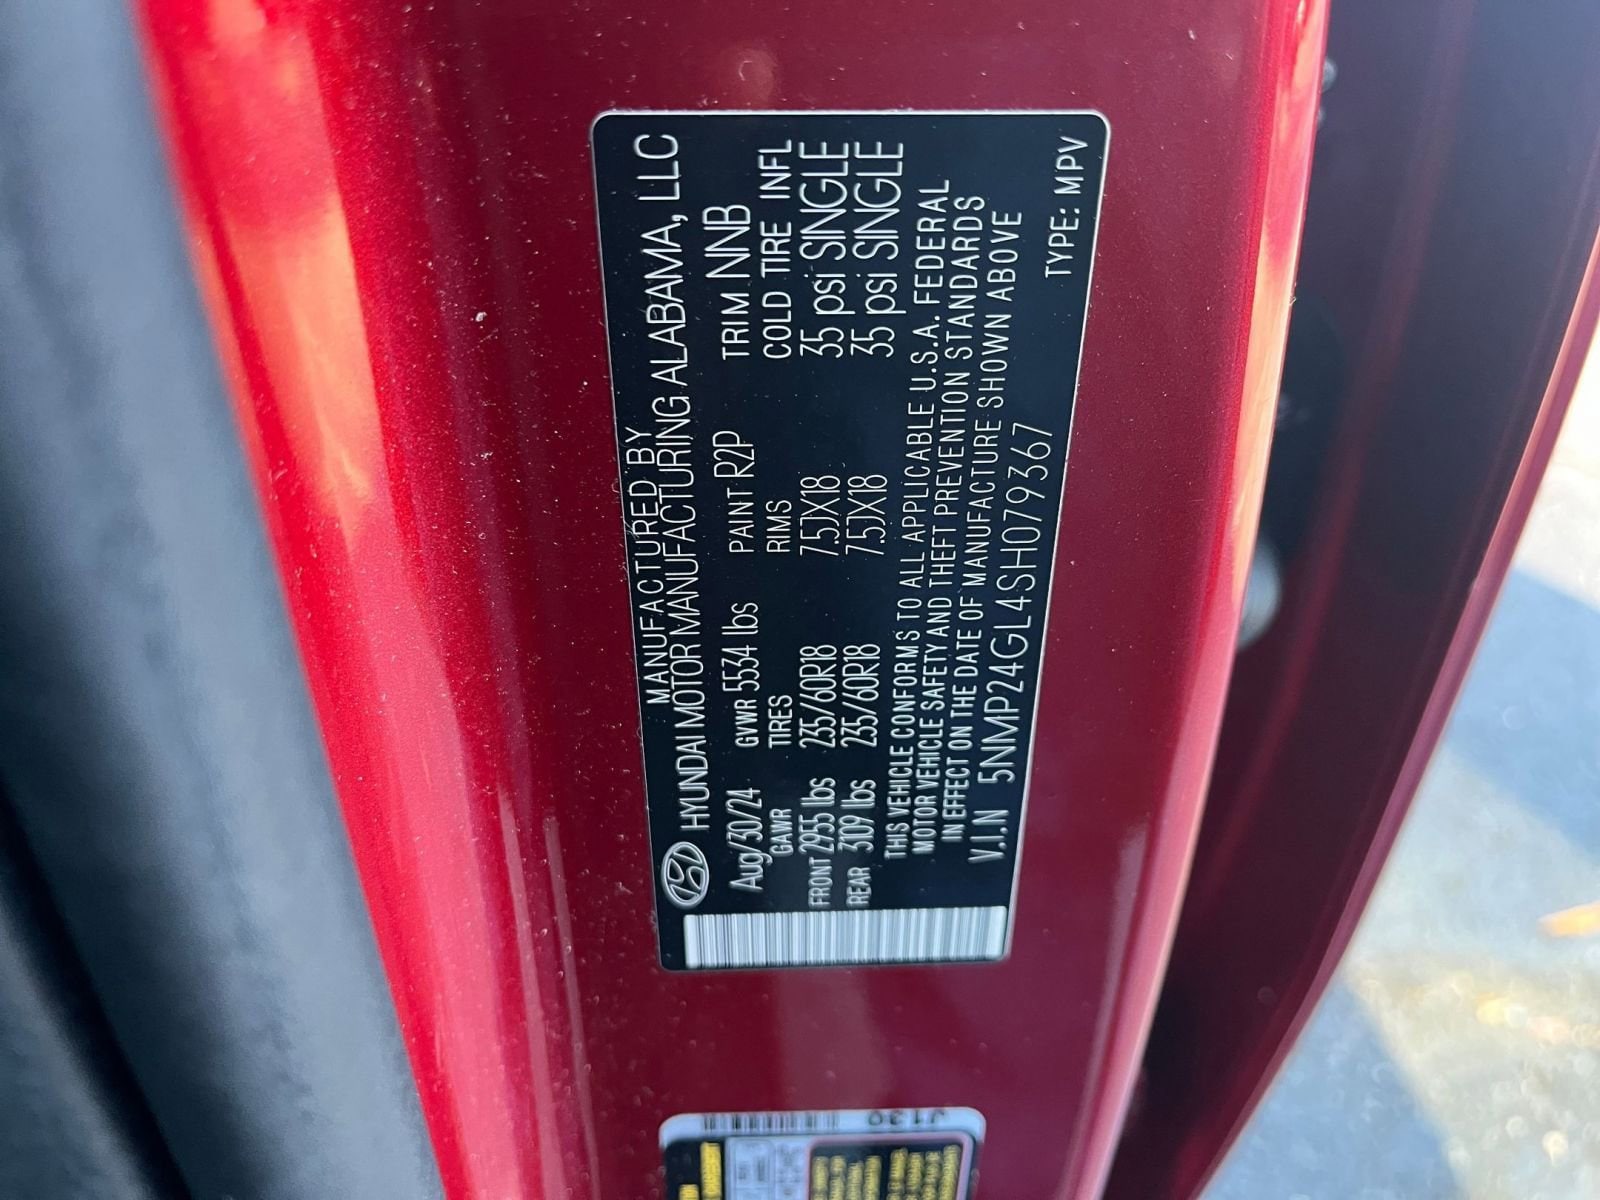 MANUFACTURED BY
HYUNDAI MOTOR MANUFACTURING ALABAMA, LLC
Aug/30/24 GVWR 5534 lbs PAINT R2P TRIM NNB
GAWR TIRES RIMS COLD TIRE INFL
FRONT 2955 lbs 235/60R18 7.5JX18 35 psi SINGLE
REAR 3109 lbs 235/60R18 7.5JX18 35 psi SINGLE
THIS VEHICLE CONFORMS TO ALL APPLICABLE U.S.A. FEDERAL
MOTOR VEHICLE SAFETY AND THEFT PREVENTION STANDARDS
IN EFFECT ON THE DATE OF MANUFACTURE SHOWN ABOVE
V.I.N 5NMP24GL4SH079367 TYPE: MPV
J130